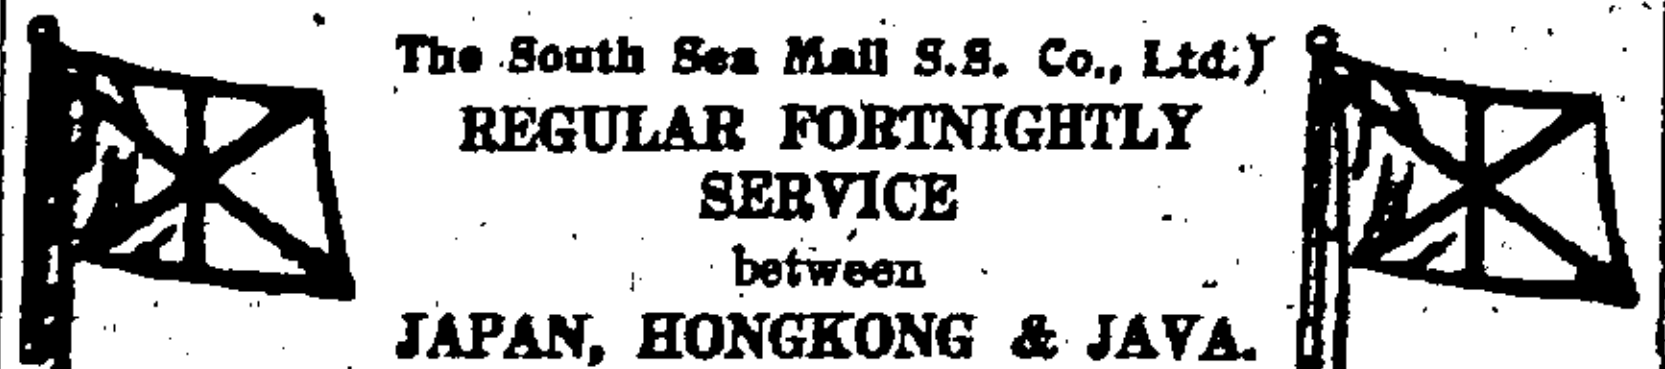 The South Sea Mail S.S. Co., Ltd.)
REGULAR FORTNIGHTLY
SERVICE
between
JAPAN, HONGKONG & JAVA.